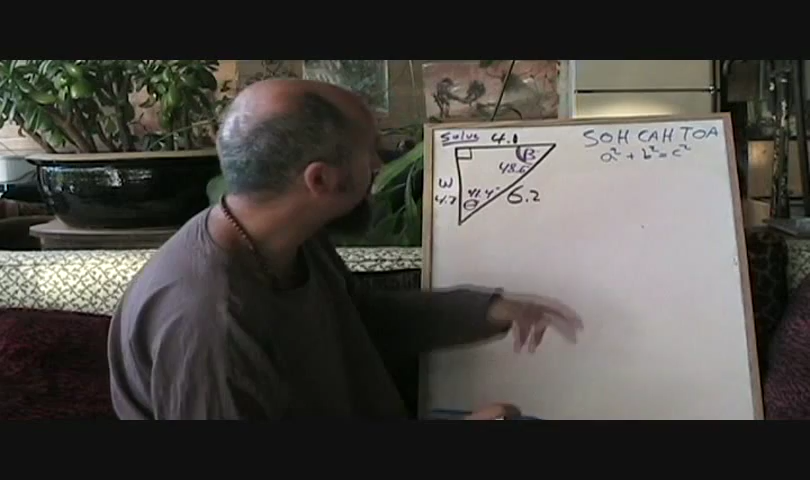 Solve 4.1
SOH CAH TOA
a² + b² = c²
β
48.6°
W
41.4°
4.7
6.2
θ